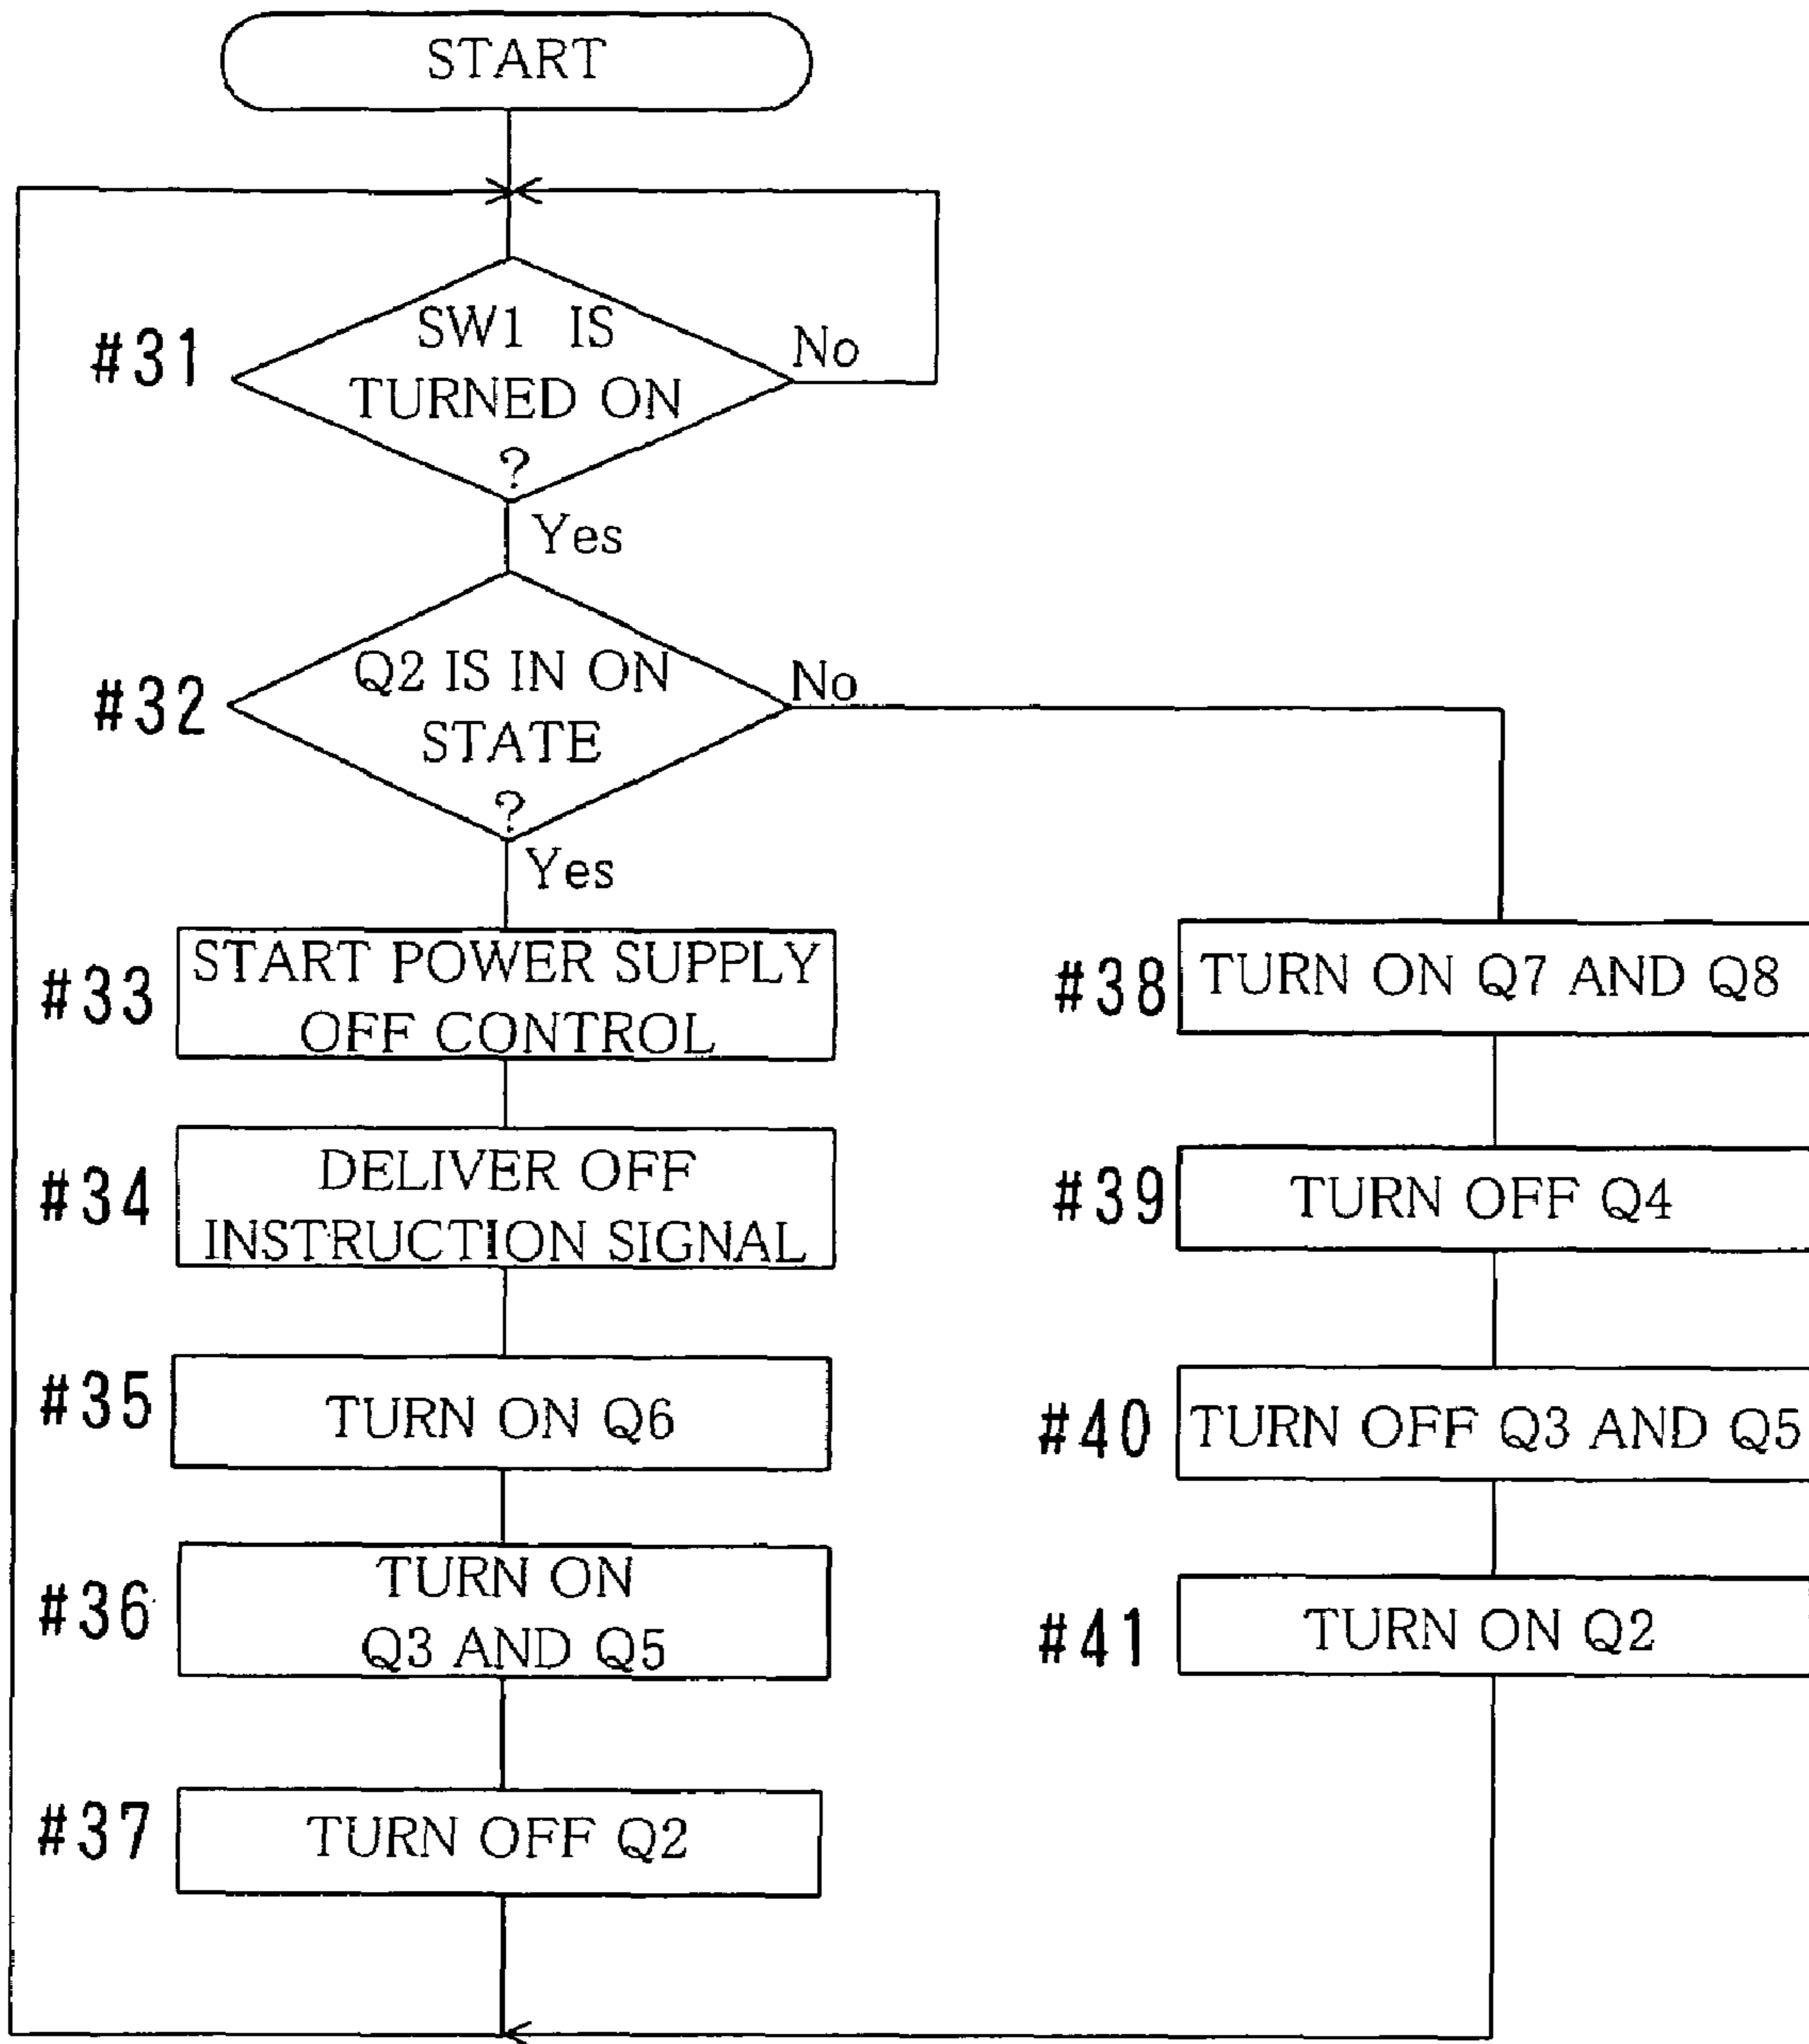 START
#31
SW1 IS
TURNED ON
?
No
Yes
#32
Q2 IS IN ON
STATE
?
No
Yes
#33
START POWER SUPPLY
OFF CONTROL
#34
DELIVER OFF
INSTRUCTION SIGNAL
#35
TURN ON Q6
#36
TURN ON
Q3 AND Q5
#37
TURN OFF Q2
#38
TURN ON Q7 AND Q8
#39
TURN OFF Q4
#40
TURN OFF Q3 AND Q5
#41
TURN ON Q2